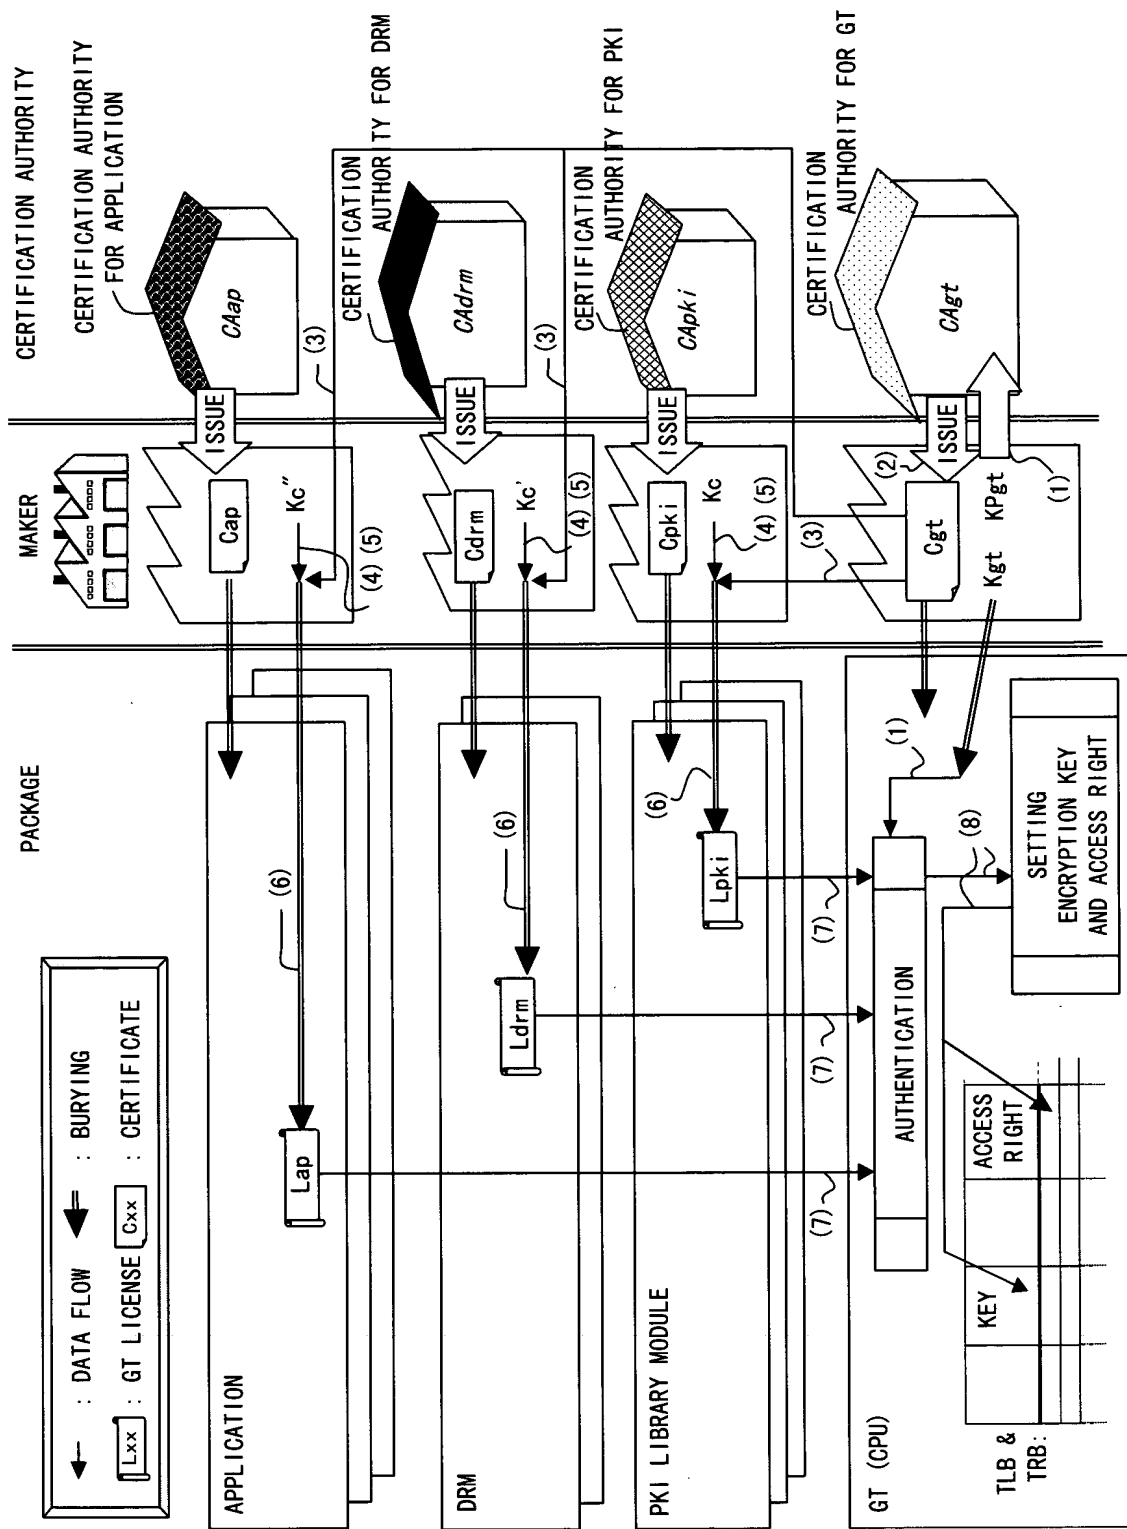 PACKAGE
MAKER
CERTIFICATION AUTHORITY
: DATA FLOW
: BURYING
Lxx
: GT LICENSE
Cxx
: CERTIFICATE
CERTIFICATION AUTHORITY
FOR APPLICATION
APPLICATION
Lap
(6)
Cap
ISSUE
CAap
Kc″
(4) (5)
(3)
DRM
Ldrm
(6)
Cdrm
ISSUE
CAdrm
CERTIFICATION
AUTHORITY FOR DRM
Kc′
(4) (5)
(3)
PKI LIBRARY MODULE
Lpki
(6)
Cpki
ISSUE
CApki
CERTIFICATION
AUTHORITY FOR PKI
Kc
(4) (5)
(7)
(7)
(7)
(3)
GT (CPU)
AUTHENTICATION
(1)
Cgt
(2)
ISSUE
CAgt
CERTIFICATION
AUTHORITY FOR GT
Kgt
KPgt
(1)
(8)
TLB &
TRB:
KEY
ACCESS
RIGHT
SETTING
ENCRYPTION KEY
AND ACCESS RIGHT